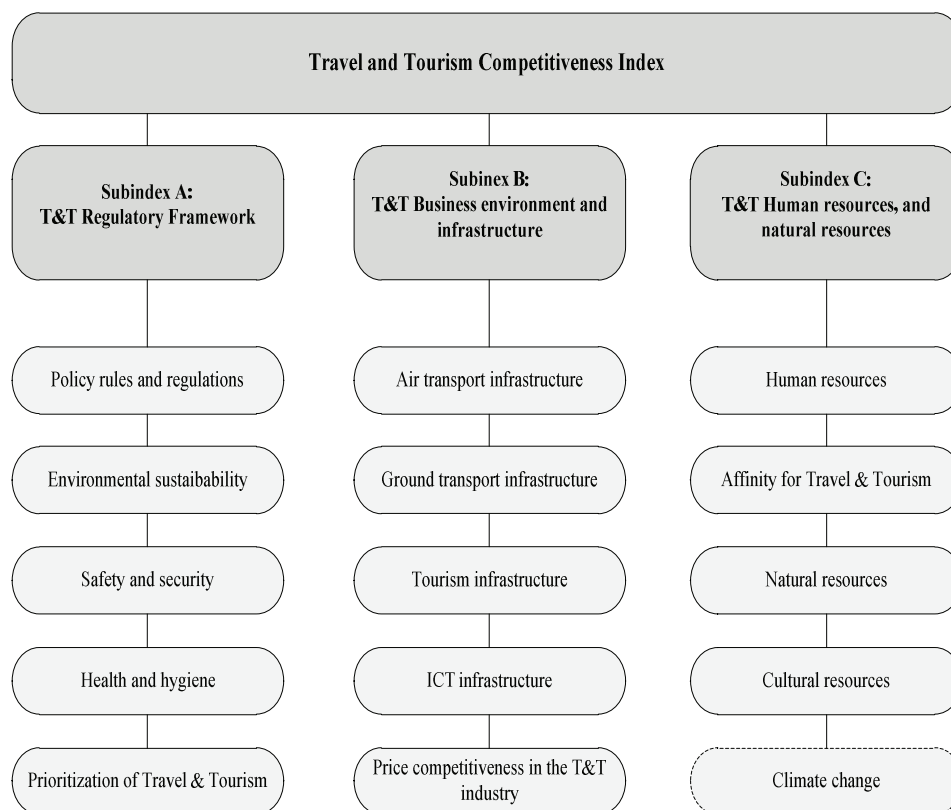 Travel and Tourism Competitiveness Index
Subindex A:
T&T Regulatory Framework
Subinex B:
T&T Business environment and
infrastructure
Subindex C:
T&T Human resources, and
natural resources
Policy rules and regulations
Air transport infrastructure
Human resources
Environmental sustaibability
Ground transport infrastructure
Affinity for Travel & Tourism
Safety and security
Tourism infrastructure
Natural resources
Health and hygiene
ICT infrastructure
Cultural resources
Prioritization of Travel & Tourism
Price competitiveness in the T&T
industry
Climate change